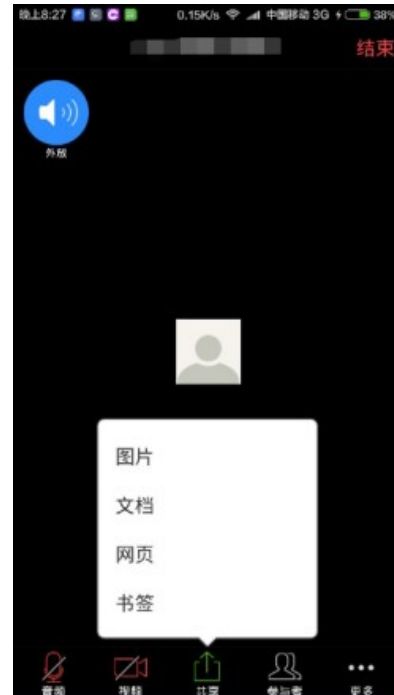 晚上8:27 0.15K/s 中国移动 3G 38%
结束
外放
图片
文档
网页
书签
音频 视频 共享 参与者 更多